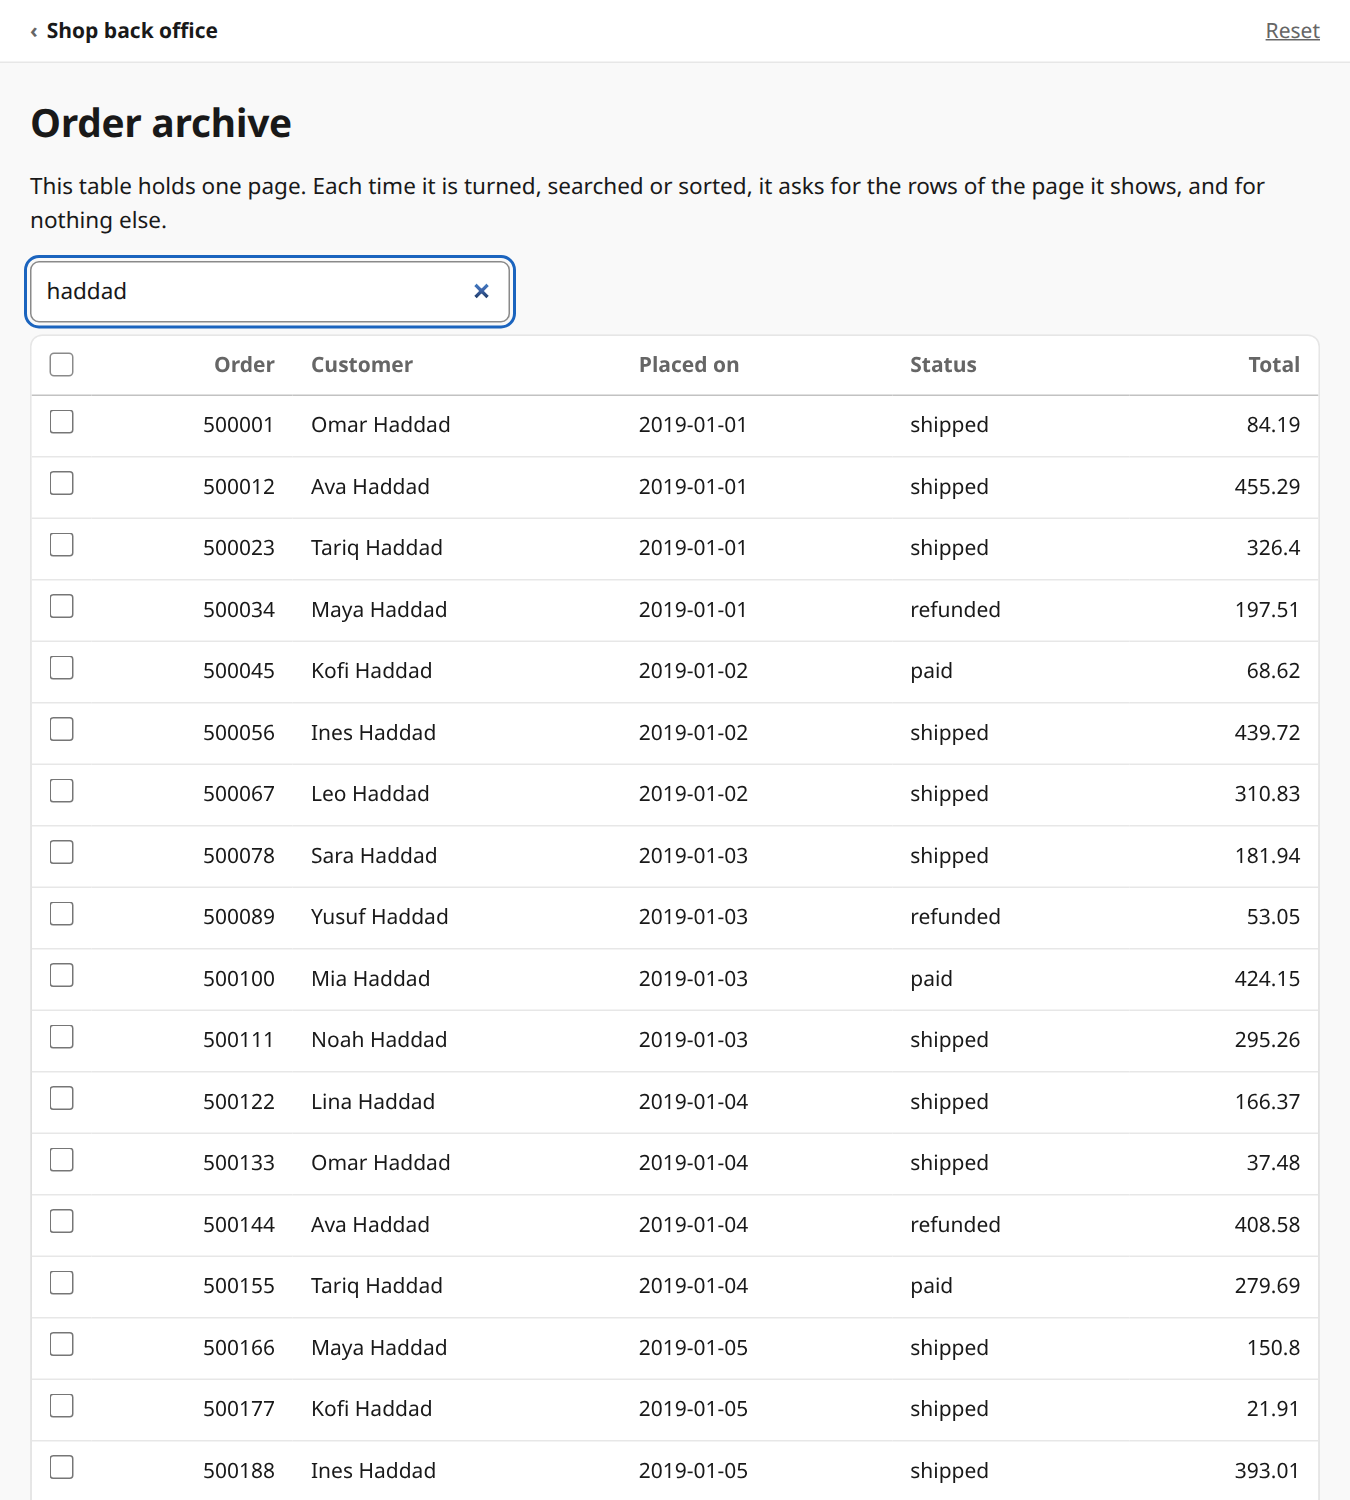 ‹ Shop back office Reset
Order archive
This table holds one page. Each time it is turned, searched or sorted, it asks for the rows of the page it shows, and for
nothing else.
haddad
Order Customer Placed on Status Total
500001 Omar Haddad 2019-01-01 shipped 84.19
500012 Ava Haddad 2019-01-01 shipped 455.29
500023 Tariq Haddad 2019-01-01 shipped 326.4
500034 Maya Haddad 2019-01-01 refunded 197.51
500045 Kofi Haddad 2019-01-02 paid 68.62
500056 Ines Haddad 2019-01-02 shipped 439.72
500067 Leo Haddad 2019-01-02 shipped 310.83
500078 Sara Haddad 2019-01-03 shipped 181.94
500089 Yusuf Haddad 2019-01-03 refunded 53.05
500100 Mia Haddad 2019-01-03 paid 424.15
500111 Noah Haddad 2019-01-03 shipped 295.26
500122 Lina Haddad 2019-01-04 shipped 166.37
500133 Omar Haddad 2019-01-04 shipped 37.48
500144 Ava Haddad 2019-01-04 refunded 408.58
500155 Tariq Haddad 2019-01-04 paid 279.69
500166 Maya Haddad 2019-01-05 shipped 150.8
500177 Kofi Haddad 2019-01-05 shipped 21.91
500188 Ines Haddad 2019-01-05 shipped 393.01